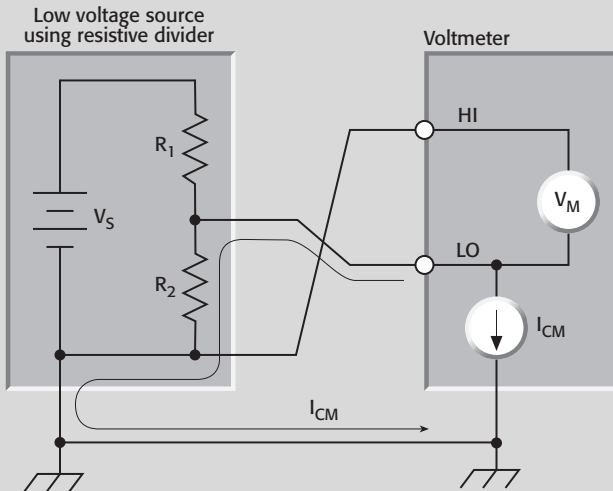 Low voltage source
using resistive divider
Voltmeter
HI
R1
VM
VS
LO
R2
ICM
ICM